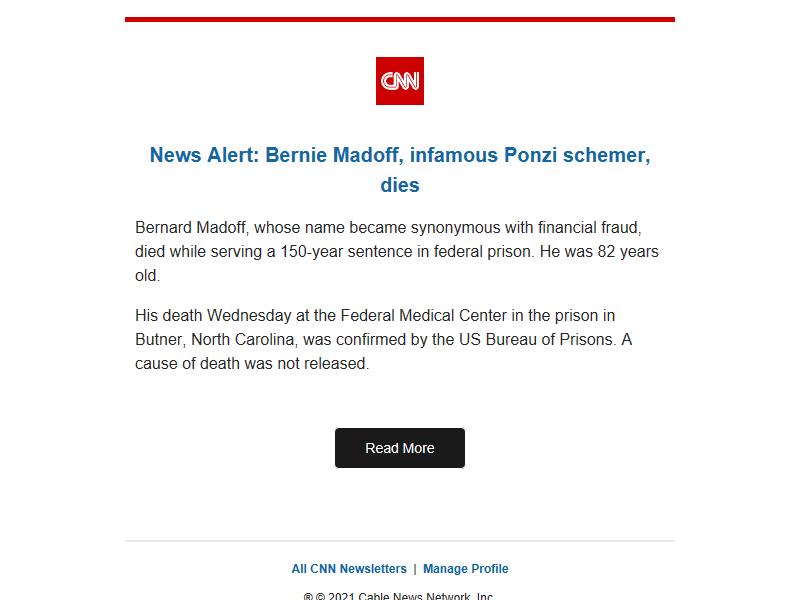 CNN
News Alert: Bernie Madoff, infamous Ponzi schemer,
dies
Bernard Madoff, whose name became synonymous with financial fraud,
died while serving a 150-year sentence in federal prison. He was 82 years
old.
His death Wednesday at the Federal Medical Center in the prison in
Butner, North Carolina, was confirmed by the US Bureau of Prisons. A
cause of death was not released.
Read More
All CNN Newsletters | Manage Profile
® © 2021 Cable News Network, Inc.